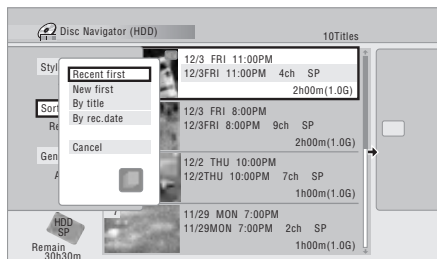 Disc Navigator (HDD)
10Titles
Styl
Sort
Re
Gen
A
Recent first
New first
By title
By rec.date
Cancel
12/3 FRI 11:00PM
12/3FRI 11:00PM 4ch SP
2h00m(1.0G)
12/3 FRI 8:00PM
12/3FRI 8:00PM 9ch SP
2h00m(1.0G)
12/2 THU 10:00PM
12/2THU 10:00PM 7ch SP
1h00m(1.0G)
11/29 MON 7:00PM
11/29MON 7:00PM 2ch SP
1h00m(1.0G)
HDD
SP
Remain
30h30m